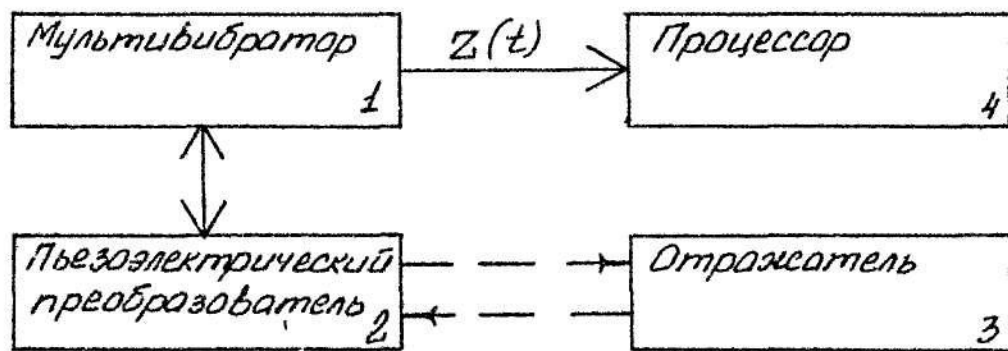 Мультивибратор
1
Z(t)
Процессор
4
Пьезоэлектрический
преобразователь
2
Отражатель
3